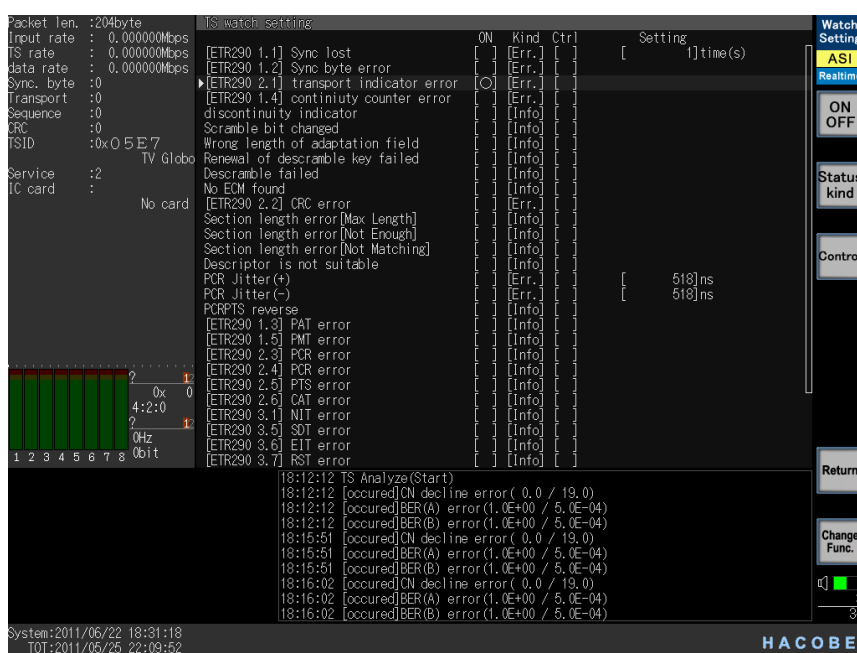 Packet len. :204byte
Input rate : 0.000000Mbps
TS rate : 0.000000Mbps
data rate : 0.000000Mbps
Sync. byte :0
Transport :0
Sequence :0
CRC :0
TSID :0x05E7
TV Globo
Service :2
IC card :
No card
TS watch setting
ON Kind Ctrl Setting
[ETR290 1.1] Sync lost [ ] [Err.] [ ] [ 1]time(s)
[ETR290 1.2] Sync byte error [ ] [Err.] [ ]
[ETR290 2.1] transport indicator error [○] [Err.] [ ]
[ETR290 1.4] continiuty counter error [ ] [Err.] [ ]
discontinuity indicator [ ] [Info] [ ]
Scramble bit changed [ ] [Info] [ ]
Wrong length of adaptation field [ ] [Info] [ ]
Renewal of descramble key failed [ ] [Info] [ ]
Descramble failed [ ] [Info] [ ]
No ECM found [ ] [Info] [ ]
[ETR290 2.2] CRC error [ ] [Err.] [ ]
Section length error[Max Length] [ ] [Info] [ ]
Section length error[Not Enough] [ ] [Info] [ ]
Section length error[Not Matching] [ ] [Info] [ ]
Descriptor is not suitable [ ] [Info] [ ]
PCR Jitter(+) [ ] [Err.] [ ] [ 518]ns
PCR Jitter(-) [ ] [Err.] [ ] [ 518]ns
PCRPTS reverse [ ] [Info] [ ]
[ETR290 1.3] PAT error [ ] [Info] [ ]
[ETR290 1.5] PMT error [ ] [Info] [ ]
[ETR290 2.3] PCR error [ ] [Info] [ ]
[ETR290 2.4] PCR error [ ] [Info] [ ]
[ETR290 2.5] PTS error [ ] [Info] [ ]
[ETR290 2.6] CAT error [ ] [Info] [ ]
[ETR290 3.1] NIT error [ ] [Info] [ ]
[ETR290 3.5] SDT error [ ] [Info] [ ]
[ETR290 3.6] EIT error [ ] [Info] [ ]
[ETR290 3.7] RST error [ ] [Info] [ ]
Watch
Setting
ASI
Realtime
ON
OFF
Status
kind
Contro
Return
Change
Func.
? 12
0x 0
4:2:0
? 12
0Hz
0bit
1 2 3 4 5 6 7 8
18:12:12 TS Analyze(Start)
18:12:12 [occured]CN decline error( 0.0 / 19.0)
18:12:12 [occured]BER(A) error(1.0E+00 / 5.0E-04)
18:12:12 [occured]BER(B) error(1.0E+00 / 5.0E-04)
18:15:51 [occured]CN decline error( 0.0 / 19.0)
18:15:51 [occured]BER(A) error(1.0E+00 / 5.0E-04)
18:15:51 [occured]BER(B) error(1.0E+00 / 5.0E-04)
18:16:02 [occured]CN decline error( 0.0 / 19.0)
18:16:02 [occured]BER(A) error(1.0E+00 / 5.0E-04)
18:16:02 [occured]BER(B) error(1.0E+00 / 5.0E-04)
System:2011/06/22 18:31:18
TOT:2011/05/25 22:09:52
HACOBE